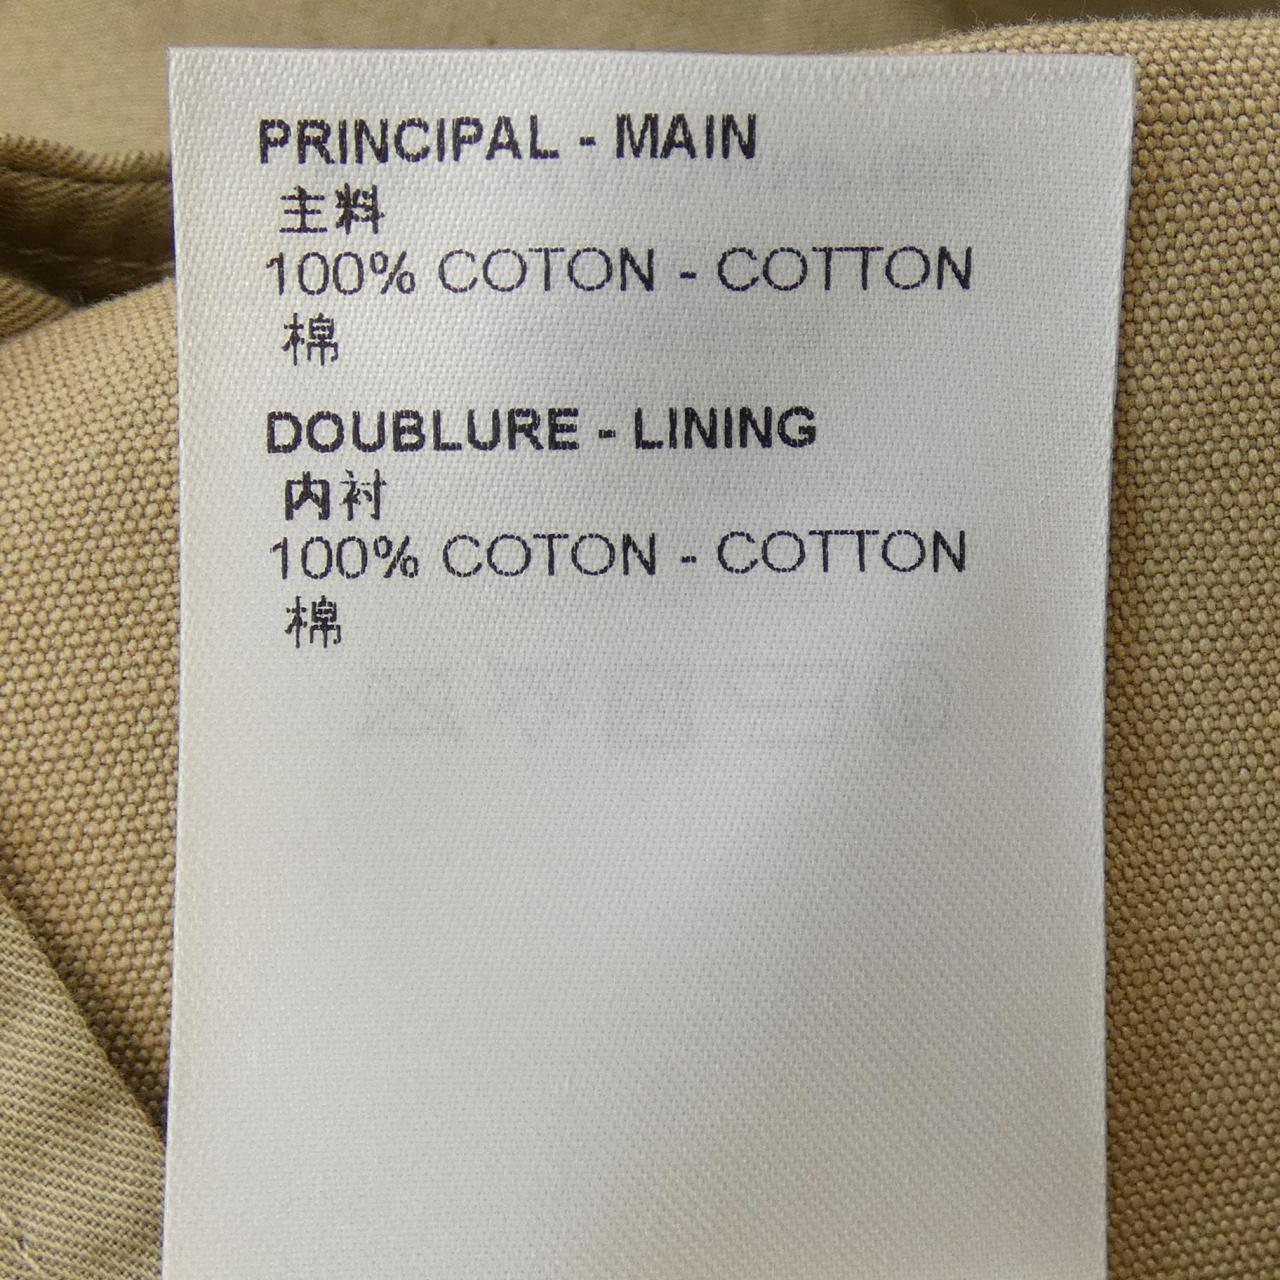 PRINCIPAL - MAIN
主料
100% COTON - COTTON
棉
DOUBLURE - LINING
内衬
100% COTON - COTTON
棉